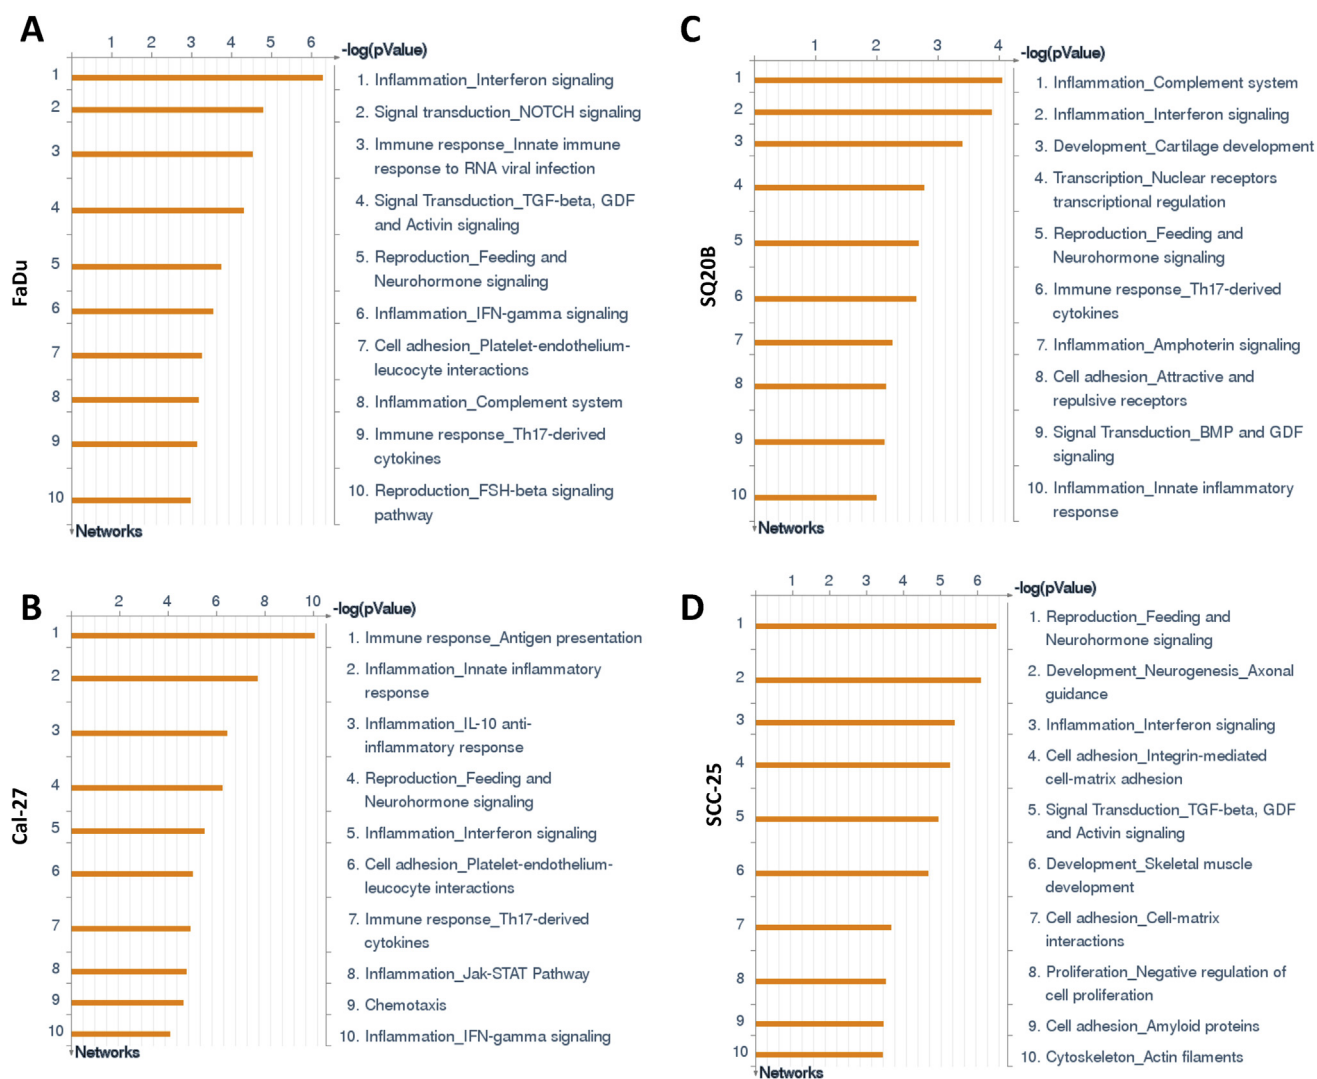 A
1 2 3 4 5 6
-log(pValue)
FaDu
1
2
3
4
5
6
7
8
9
10
Networks
1. Inflammation_Interferon signaling
2. Signal transduction_NOTCH signaling
3. Immune response_Innate immune
response to RNA viral infection
4. Signal Transduction_TGF-beta, GDF
and Activin signaling
5. Reproduction_Feeding and
Neurohormone signaling
6. Inflammation_IFN-gamma signaling
7. Cell adhesion_Platelet-endothelium-
leucocyte interactions
8. Inflammation_Complement system
9. Immune response_Th17-derived
cytokines
10. Reproduction_FSH-beta signaling
pathway
C
1 2 3 4
-log(pValue)
SQ20B
1
2
3
4
5
6
7
8
9
10
Networks
1. Inflammation_Complement system
2. Inflammation_Interferon signaling
3. Development_Cartilage development
4. Transcription_Nuclear receptors
transcriptional regulation
5. Reproduction_Feeding and
Neurohormone signaling
6. Immune response_Th17-derived
cytokines
7. Inflammation_Amphoterin signaling
8. Cell adhesion_Attractive and
repulsive receptors
9. Signal Transduction_BMP and GDF
signaling
10. Inflammation_Innate inflammatory
response
B
2 4 6 8 10
-log(pValue)
Cal-27
1
2
3
4
5
6
7
8
9
10
Networks
1. Immune response_Antigen presentation
2. Inflammation_Innate inflammatory
response
3. Inflammation_IL-10 anti-
inflammatory response
4. Reproduction_Feeding and
Neurohormone signaling
5. Inflammation_Interferon signaling
6. Cell adhesion_Platelet-endothelium-
leucocyte interactions
7. Immune response_Th17-derived
cytokines
8. Inflammation_Jak-STAT Pathway
9. Chemotaxis
10. Inflammation_IFN-gamma signaling
D
1 2 3 4 5 6
-log(pValue)
SCC-25
1
2
3
4
5
6
7
8
9
10
Networks
1. Reproduction_Feeding and
Neurohormone signaling
2. Development_Neurogenesis_Axonal
guidance
3. Inflammation_Interferon signaling
4. Cell adhesion_Integrin-mediated
cell-matrix adhesion
5. Signal Transduction_TGF-beta, GDF
and Activin signaling
6. Development_Skeletal muscle
development
7. Cell adhesion_Cell-matrix
interactions
8. Proliferation_Negative regulation of
cell proliferation
9. Cell adhesion_Amyloid proteins
10. Cytoskeleton_Actin filaments